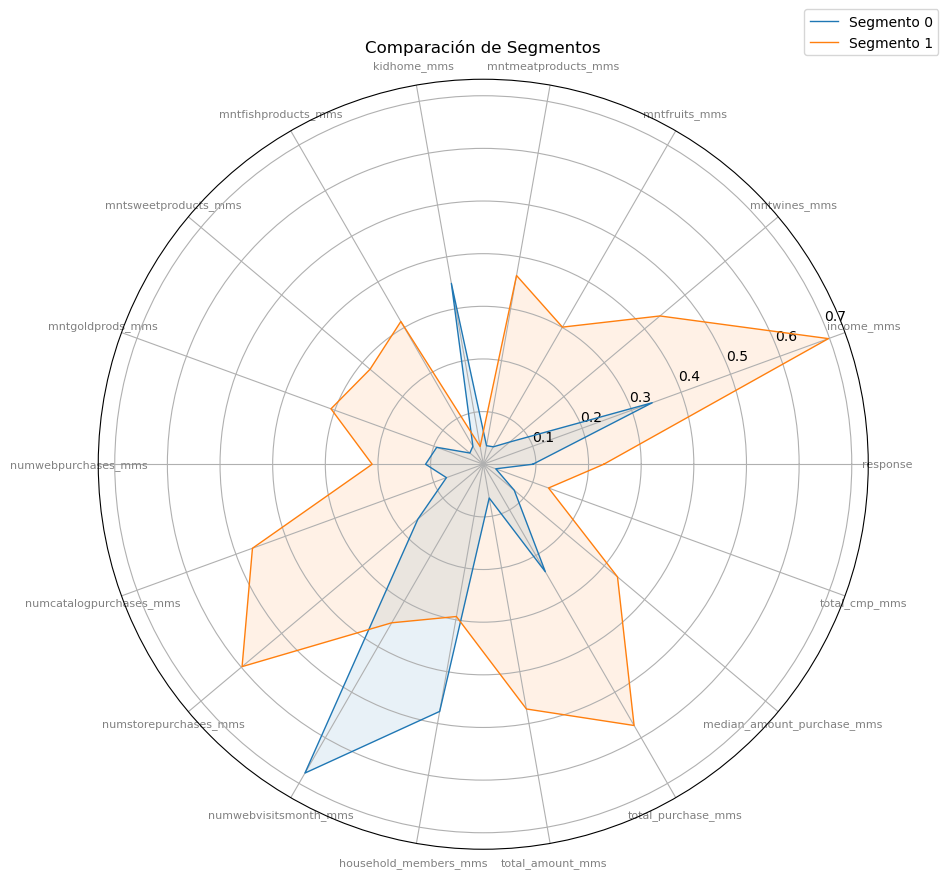 Segmento 0
Segmento 1
Comparación de Segmentos
kidhome_mms
mntmeatproducts_mms
mntfishproducts_mms
mntfruits_mms
mntsweetproducts_mms
mntwines_mms
mntgoldprods_mms
income_mms
0.7
0.6
0.5
0.4
0.3
0.2
0.1
numwebpurchases_mms
response
numcatalogpurchases_mms
total_cmp_mms
numstorepurchases_mms
median_amount_purchase_mms
numwebvisitsmonth_mms
total_purchase_mms
household_members_mms
total_amount_mms